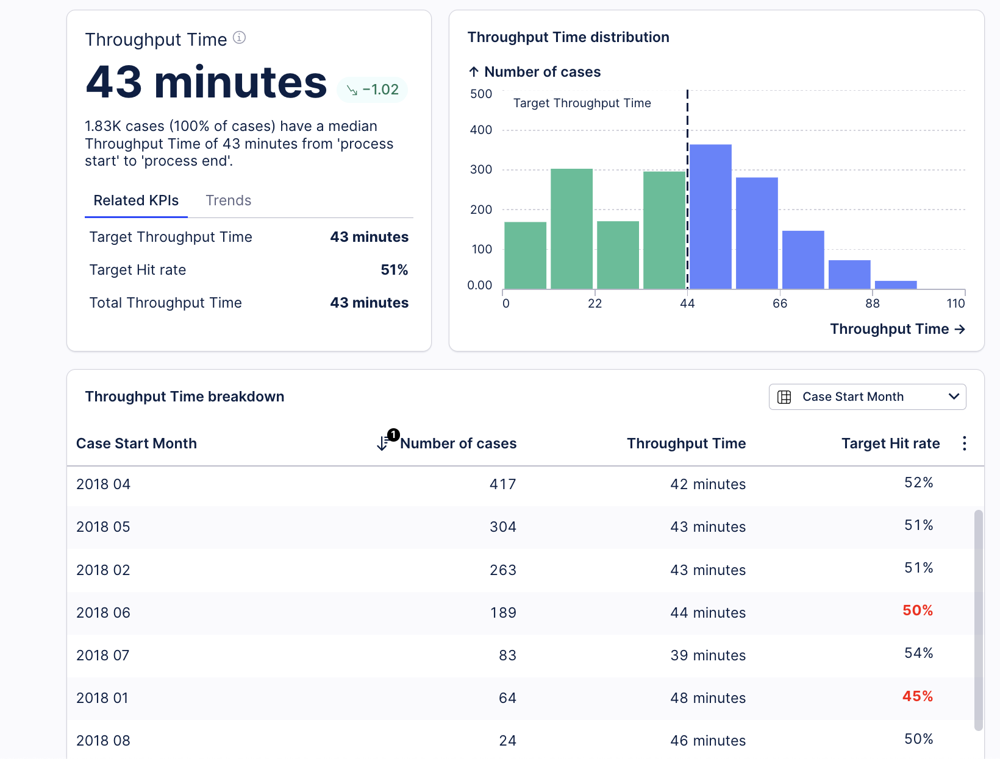 Throughput Time
43 minutes
−1.02
1.83K cases (100% of cases) have a median
Throughput Time of 43 minutes from 'process
start' to 'process end'.
Related KPIs Trends
Target Throughput Time 43 minutes
Target Hit rate 51%
Total Throughput Time 43 minutes
Throughput Time distribution
↑ Number of cases
500
Target Throughput Time
400
300
200
100
0.00
0 22 44 66 88 110
Throughput Time →
Throughput Time breakdown
Case Start Month
Case Start Month 1 Number of cases Throughput Time Target Hit rate
2018 04 417 42 minutes 52%
2018 05 304 43 minutes 51%
2018 02 263 43 minutes 51%
2018 06 189 44 minutes 50%
2018 07 83 39 minutes 54%
2018 01 64 48 minutes 45%
2018 08 24 46 minutes 50%